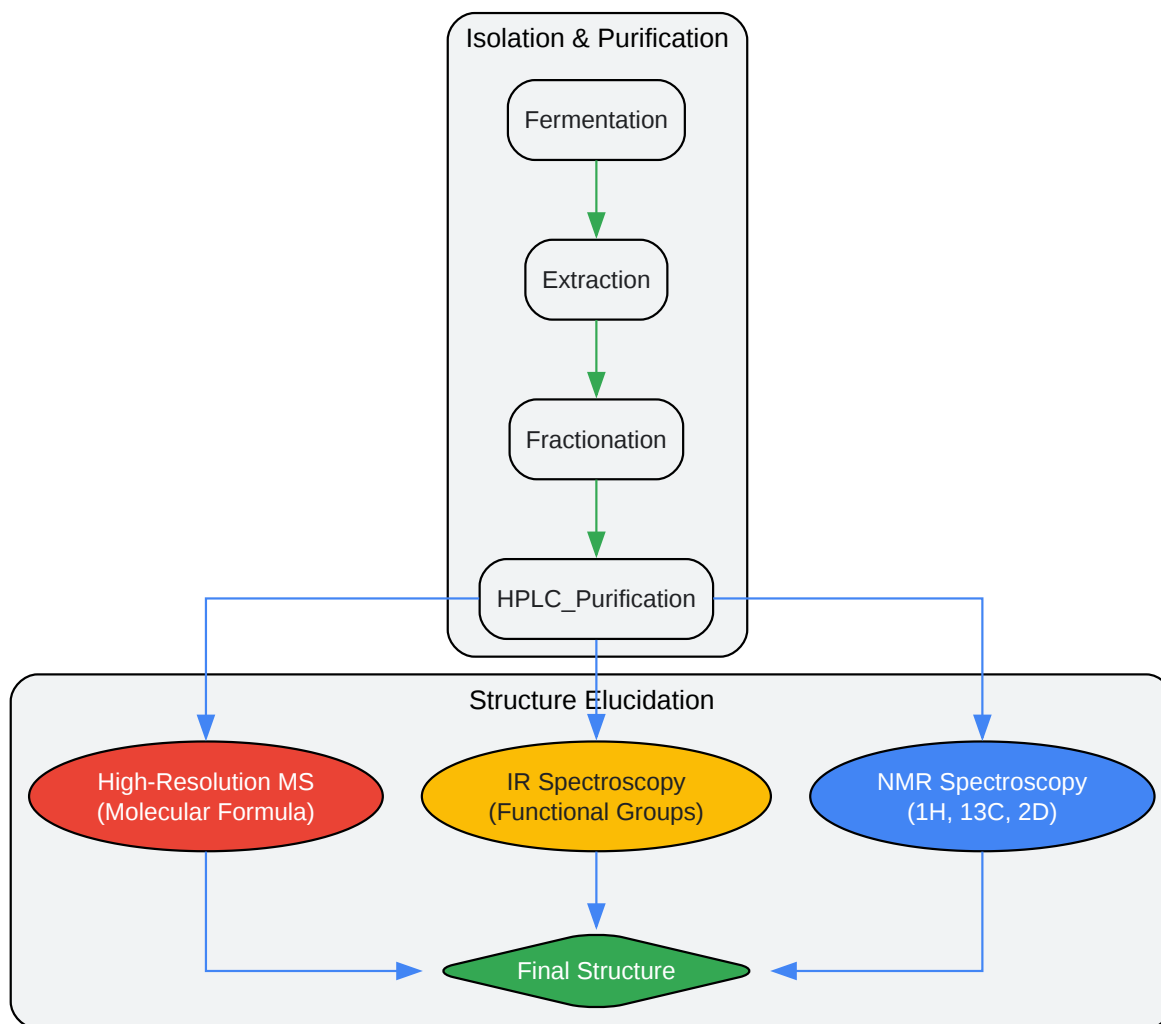 Isolation & Purification
Fermentation
Extraction
Fractionation
HPLC_Purification
Structure Elucidation
High-Resolution MS
(Molecular Formula)
IR Spectroscopy
(Functional Groups)
NMR Spectroscopy
(1H, 13C, 2D)
Final Structure